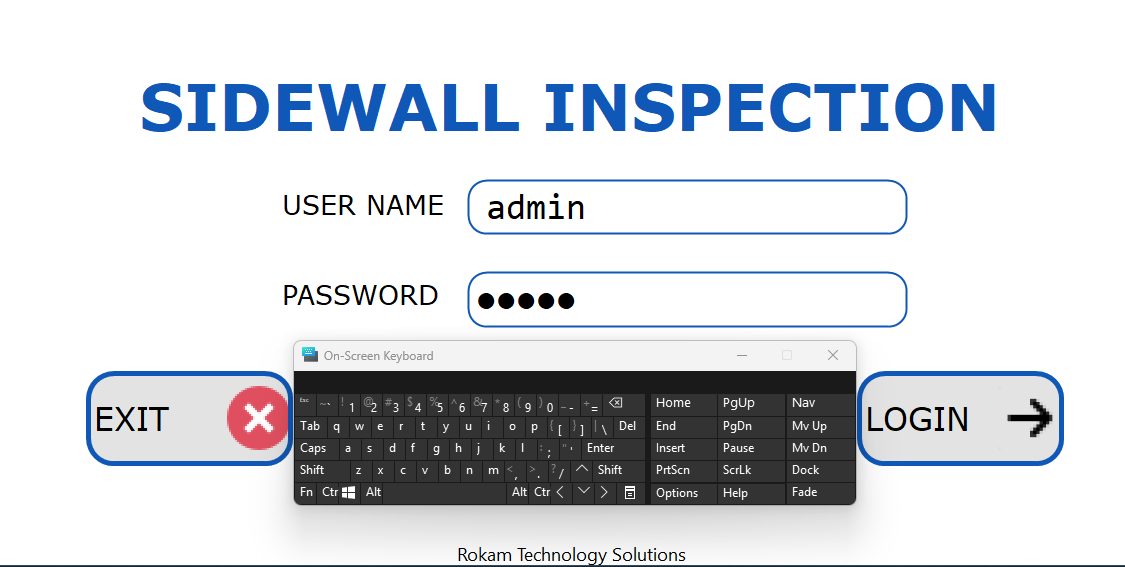 SIDEWALL INSPECTION
USER NAME admin
PASSWORD ●●●●●
On-Screen Keyboard
EXIT
LOGIN
Esc ~` !1 @2 #3 $4 %5 ^6 &7 *8 (9 )0 _- += Home PgUp Nav
Tab q w e r t y u i o p {[ }] |\ Del End PgDn Mv Up
Caps a s d f g h j k l :; "' Enter Insert Pause Mv Dn
Shift z x c v b n m <, >. ?/ Shift PrtScn ScrLk Dock
Fn Ctr Alt Alt Ctr Options Help Fade
Rokam Technology Solutions